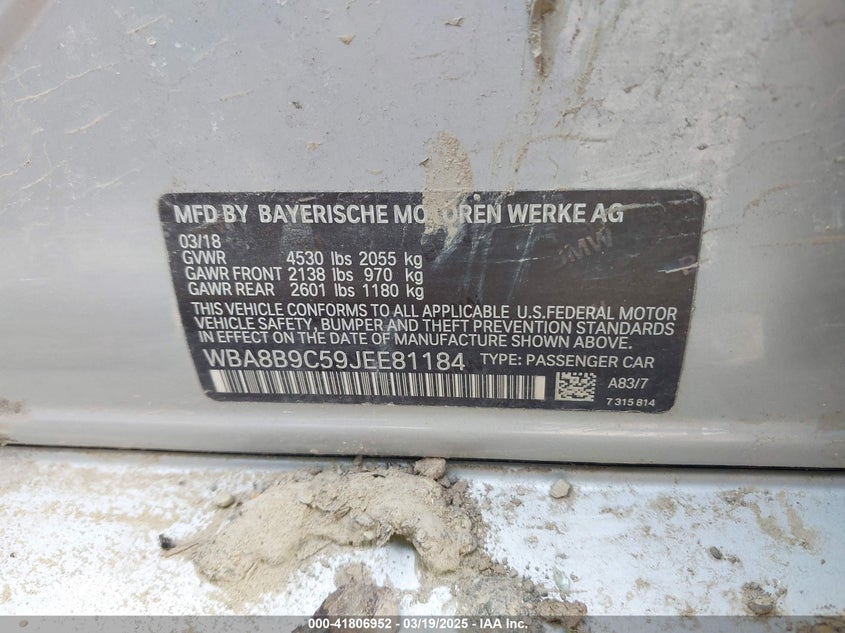 MFD BY BAYERISCHE MOTOREN WERKE AG
03/18
GVWR 4530 lbs 2055 kg
GAWR FRONT 2138 lbs 970 kg
GAWR REAR 2601 lbs 1180 kg
THIS VEHICLE CONFORMS TO ALL APPLICABLE U.S.FEDERAL MOTOR
VEHICLE SAFETY, BUMPER AND THEFT PREVENTION STANDARDS
IN EFFECT ON THE DATE OF MANUFACTURE SHOWN ABOVE.
WBA8B9C59JEE81184 TYPE: PASSENGER CAR
A83/7
7 315 814
BMW
000-41806952 — 03/19/2025 — IAA Inc.